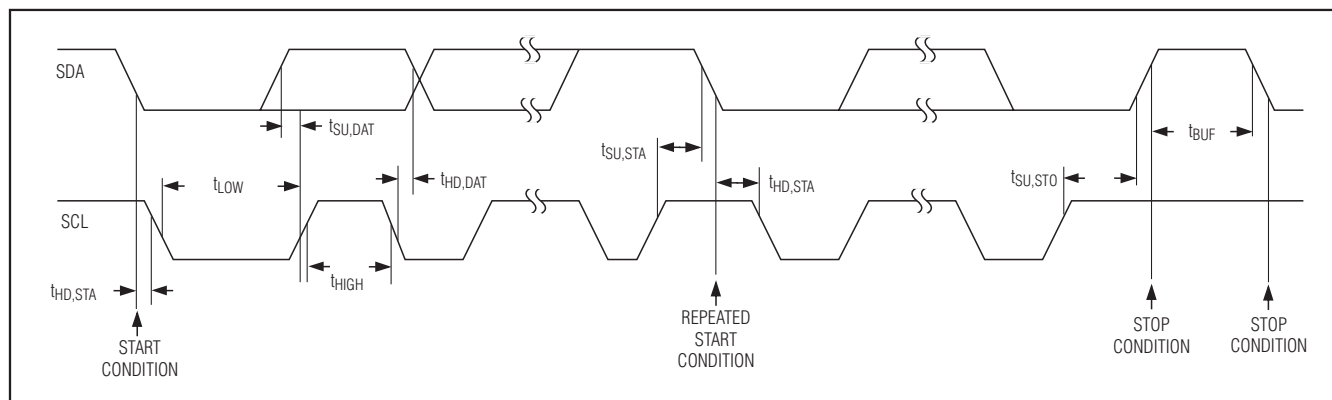 SDA
tSU,DAT
tSU,STA
tBUF
tLOW
tHD,DAT
tHD,STA
tSU,STO
SCL
tHIGH
tHD,STA
START
CONDITION
REPEATED
START
CONDITION
STOP
CONDITION
STOP
CONDITION